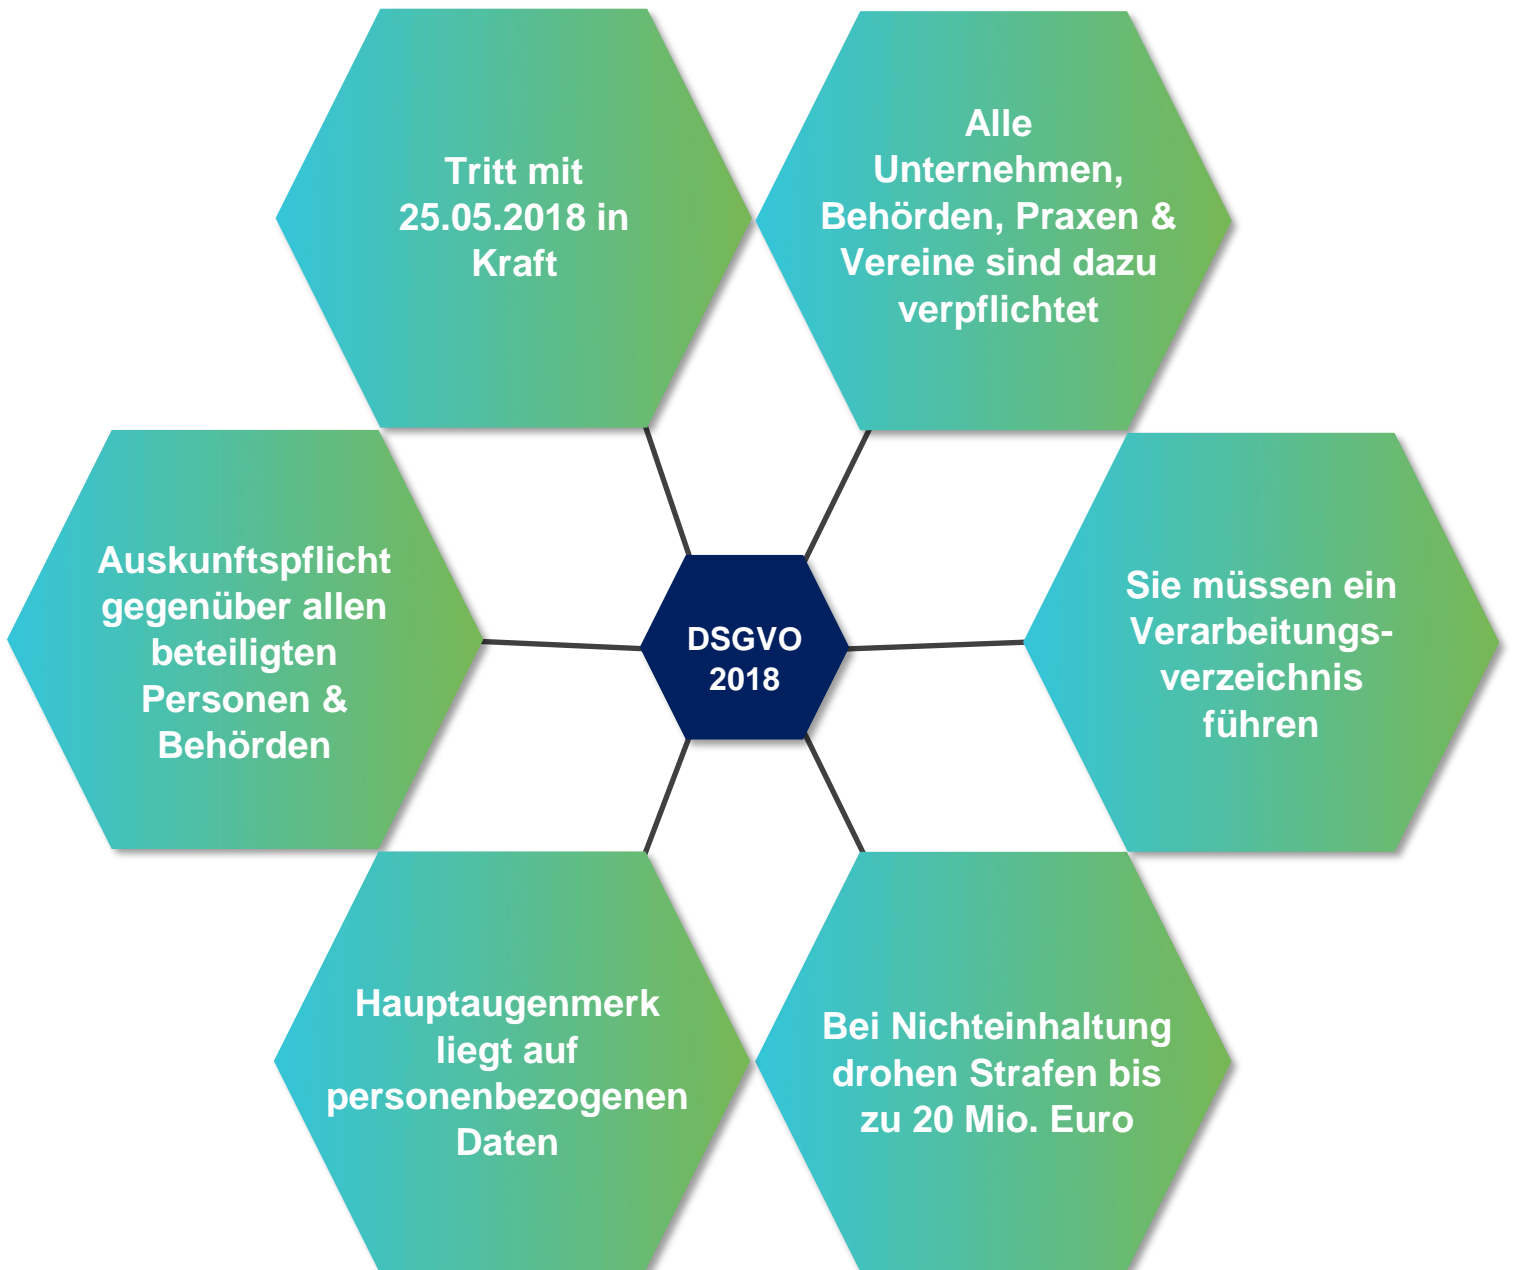 Tritt mit
25.05.2018 in
Kraft
Alle
Unternehmen,
Behörden, Praxen &
Vereine sind dazu
verpflichtet
Auskunftspflicht
gegenüber allen
beteiligten
Personen &
Behörden
DSGVO
2018
Sie müssen ein
Verarbeitungs-
verzeichnis
führen
Hauptaugenmerk
liegt auf
personenbezogenen
Daten
Bei Nichteinhaltung
drohen Strafen bis
zu 20 Mio. Euro